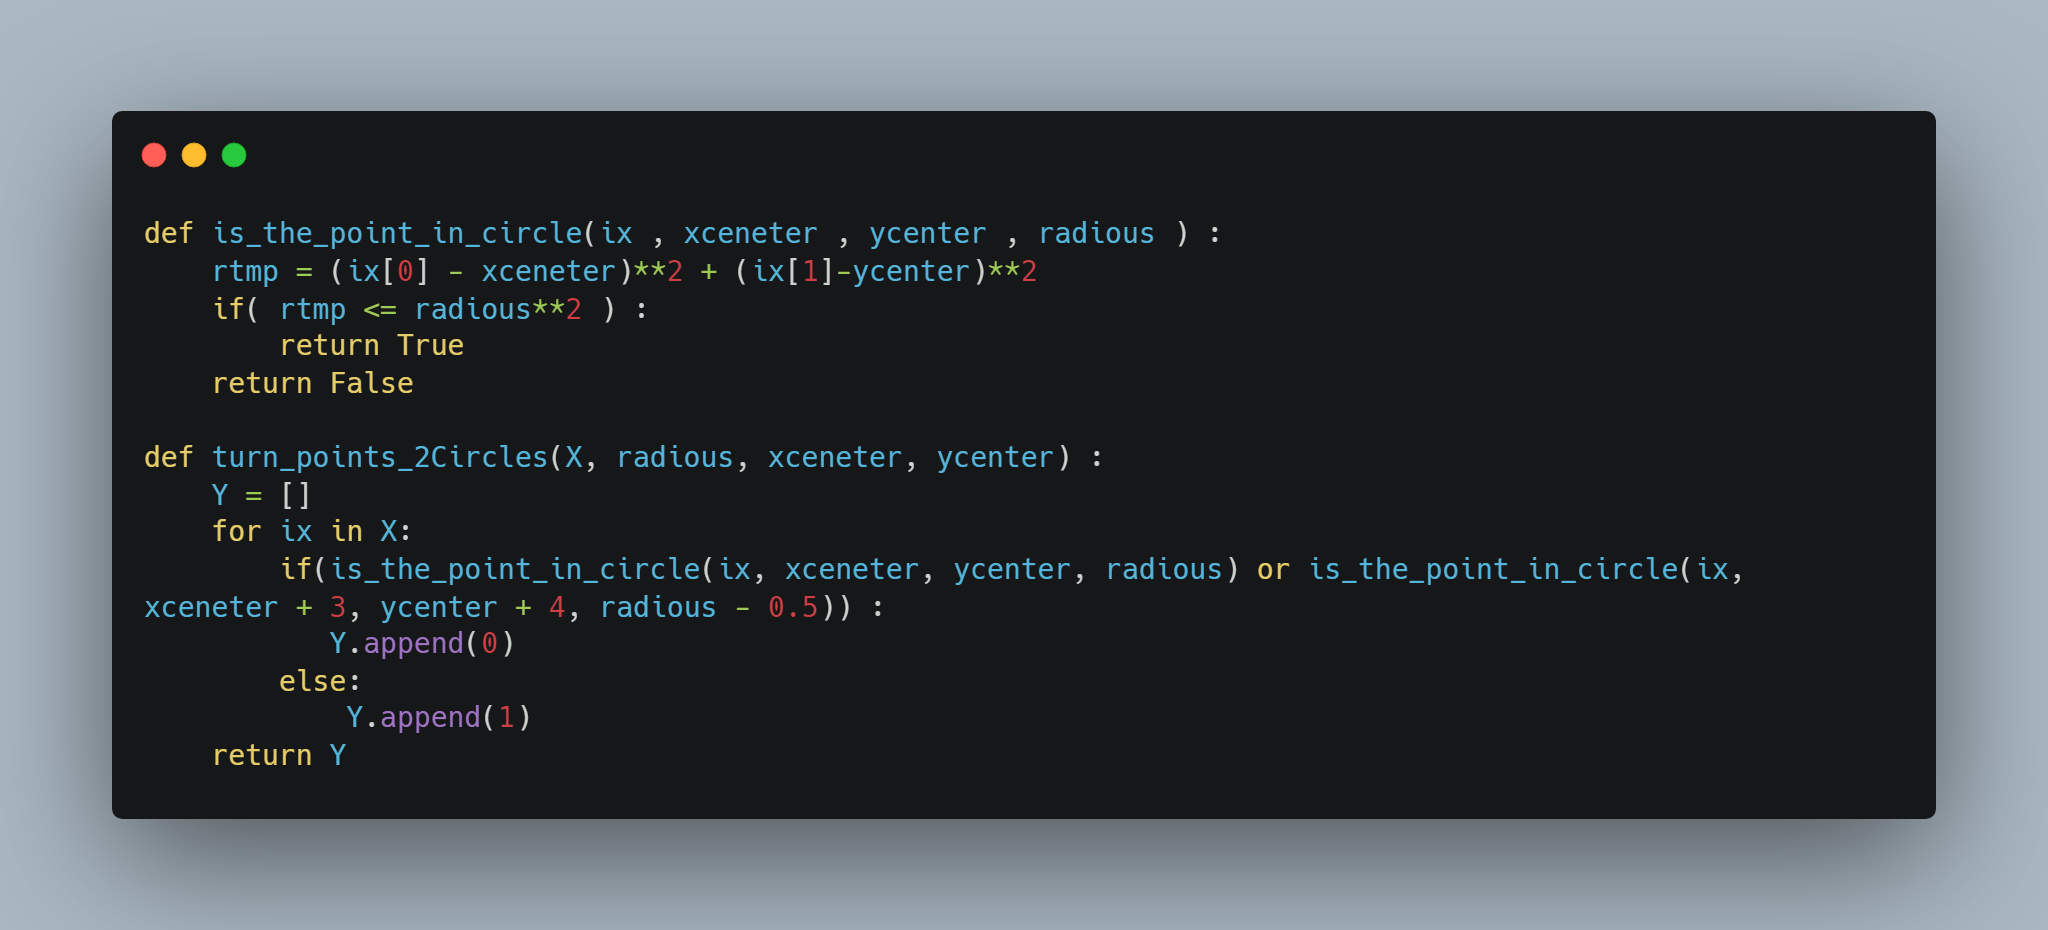 def is_the_point_in_circle(ix , xceneter , ycenter , radious ) :
    rtmp = (ix[0] - xceneter)**2 + (ix[1]-ycenter)**2
    if( rtmp <= radious**2 ) :
        return True
    return False

def turn_points_2Circles(X, radious, xceneter, ycenter) :
    Y = []
    for ix in X:
        if(is_the_point_in_circle(ix, xceneter, ycenter, radious) or is_the_point_in_circle(ix,
xceneter + 3, ycenter + 4, radious - 0.5)) :
           Y.append(0)
        else:
            Y.append(1)
    return Y